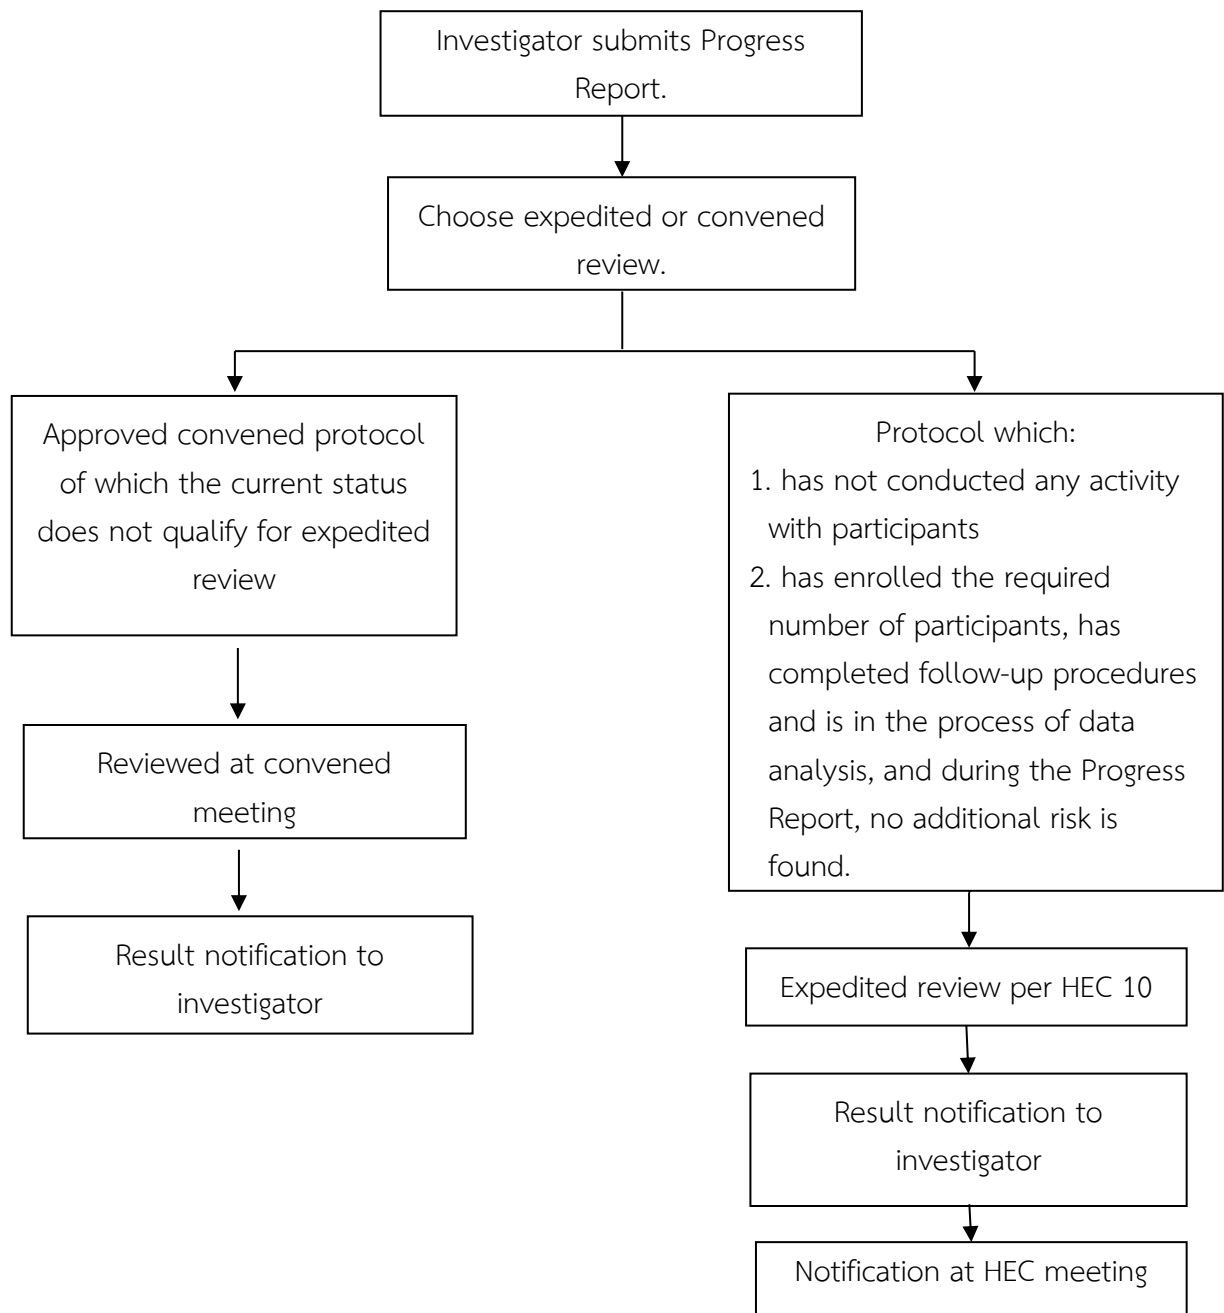 Investigator submits Progress
Report.
Choose expedited or convened
review.
Approved convened protocol
of which the current status
does not qualify for expedited
review
Reviewed at convened
meeting
Result notification to
investigator
Protocol which:
1. has not conducted any activity
with participants
2. has enrolled the required
number of participants, has
completed follow-up procedures
and is in the process of data
analysis, and during the Progress
Report, no additional risk is
found.
Expedited review per HEC 10
Result notification to
investigator
Notification at HEC meeting